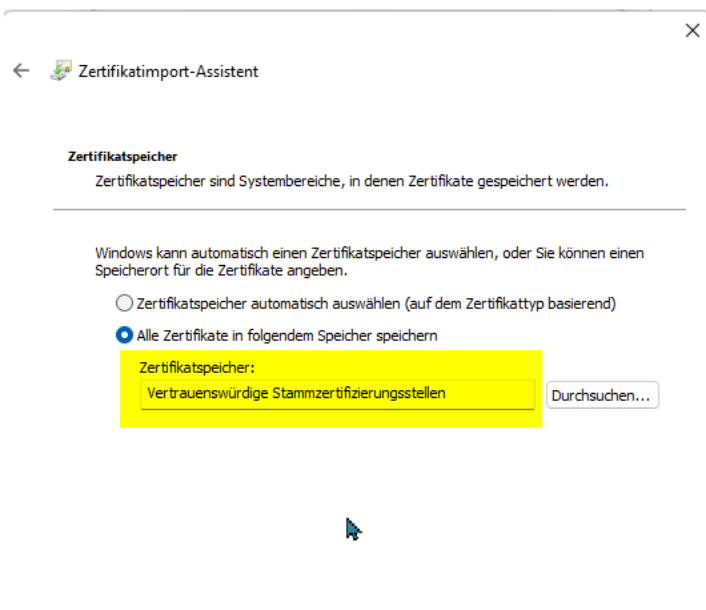 Zertifikatimport-Assistent
Zertifikatspeicher
Zertifikatspeicher sind Systembereiche, in denen Zertifikate gespeichert werden.
Windows kann automatisch einen Zertifikatspeicher auswählen, oder Sie können einen
Speicherort für die Zertifikate angeben.
Zertifikatspeicher automatisch auswählen (auf dem Zertifikattyp basierend)
Alle Zertifikate in folgendem Speicher speichern
Zertifikatspeicher:
Vertrauenswürdige Stammzertifizierungsstellen
Durchsuchen...